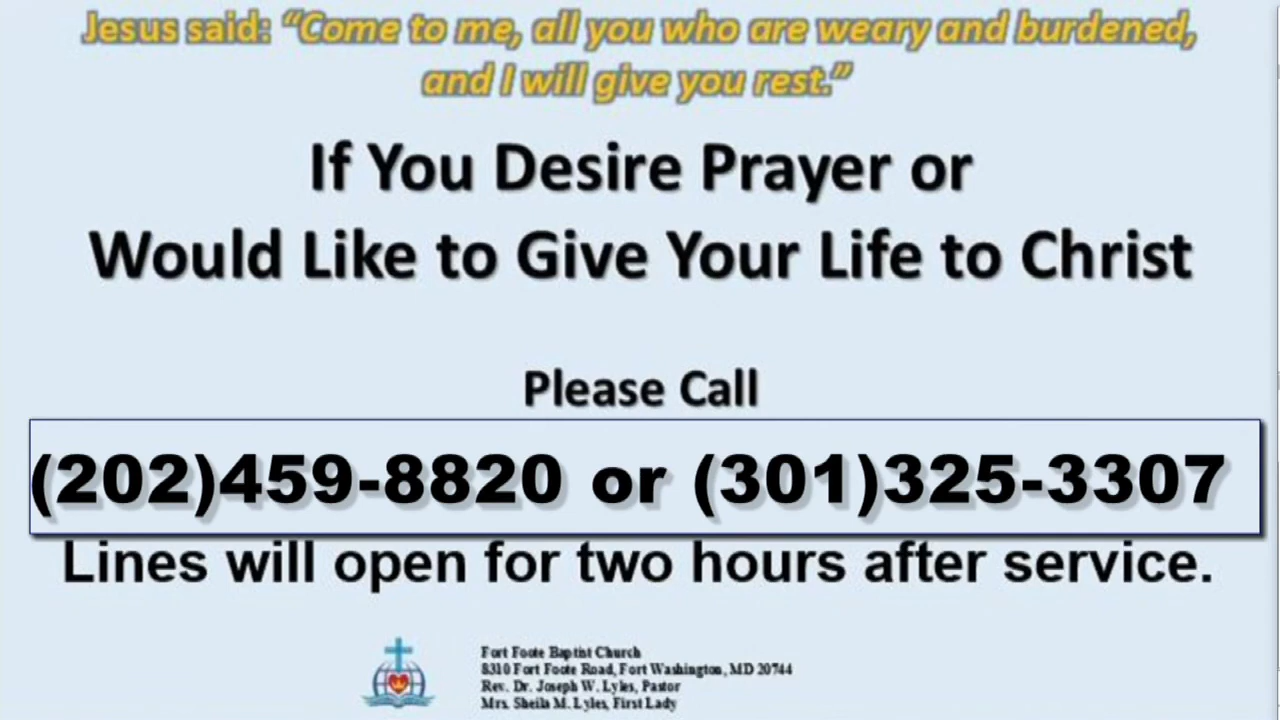 Jesus said: “Come to me, all you who are weary and burdened,
and I will give you rest.”
If You Desire Prayer or
Would Like to Give Your Life to Christ
Please Call
(202)459-8820 or (301)325-3307
Lines will open for two hours after service.
Fort Foote Baptist Church
8310 Fort Foote Road, Fort Washington, MD 20744
Rev. Dr. Joseph W. Lyles, Pastor
Mrs. Sheila M. Lyles, First Lady